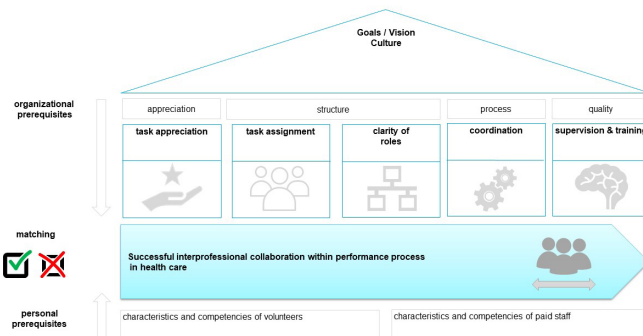 Goals / Vision
Culture
organizational
prerequisites
appreciation
structure
process
quality
task appreciation
task assignment
clarity of
roles
coordination
supervision & training
matching
Successful interprofessional collaboration within performance process
in health care
personal
prerequisites
characteristics and competencies of volunteers
characteristics and competencies of paid staff